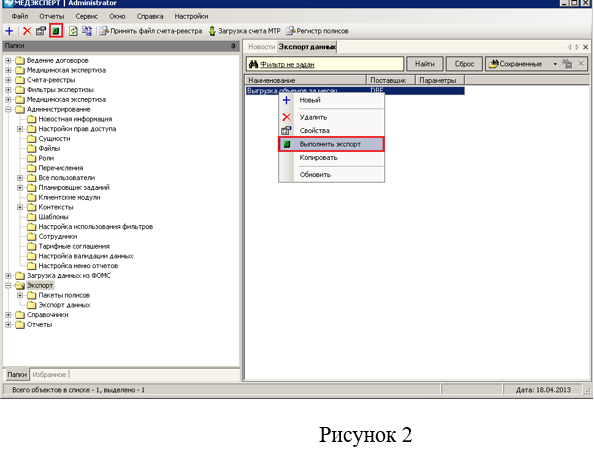 МЕДЭКСПЕРТ | Administrator
Файл Отчеты Сервис Окно Справка Настройки
Принять файл счета-реестра Загрузка счета МТР Регистр полисов
Папки
Новости Экспорт данных
Фильтр не задан Найти Сброс Сохраненные
Наименование Поставщик Параметры
Выгрузка объемов за месяц DBF
Новый
Удалить
Свойства
Выполнить экспорт
Копировать
Обновить
Ведение договоров
Медицинская экспертиза
Счета-реестры
Фильтры экспертизы
Медицинская экспертиза
Администрирование
Новостная информация
Настройки прав доступа
Сущности
Файлы
Роли
Перечисления
Все пользователи
Планировщик заданий
Клиентские модули
Контексты
Шаблоны
Настройка использования фильтров
Сотрудники
Тарифные соглашения
Настройка валидации данных
Настройка меню отчетов
Загрузка данных из ФОМС
Экспорт
Пакеты полисов
Экспорт данных
Справочники
Отчеты
Папки Избранное
Всего объектов в списке - 1, выделено - 1 Дата: 18.04.2013
Рисунок 2